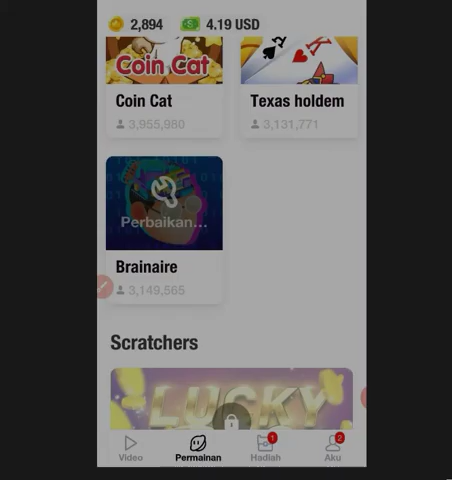 2,894 4.19 USD
Coin Cat
Coin Cat Texas holdem
3,955,980 3,131,771
Perbaikan...
Brainaire
3,149,565
Scratchers
LUCKY
1 2
Video Permainan Hadiah Aku